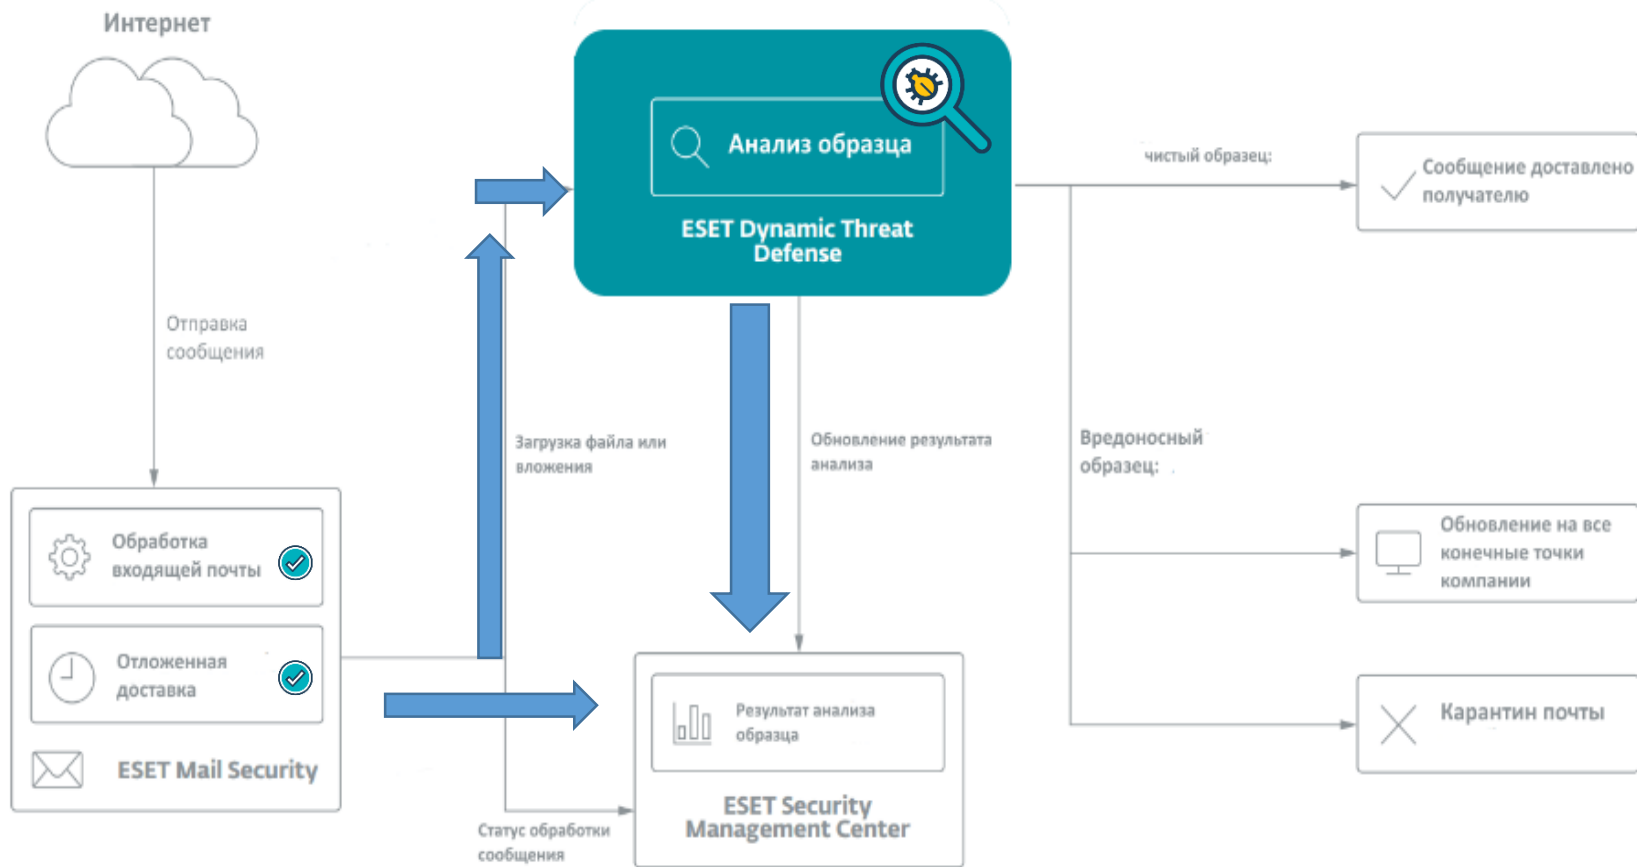 Интернет
Анализ образца
ESET Dynamic Threat
Defense
чистый образец:
Сообщение доставлено
получателю
Отправка
сообщения
Загрузка файла или
вложения
Обновление результата
анализа
Вредоносный
образец:
Обработка
входящей почты
Отложенная
доставка
ESET Mail Security
Результат анализа
образца
ESET Security
Management Center
Статус обработки
сообщения
Обновление на все
конечные точки
компании
Карантин почты